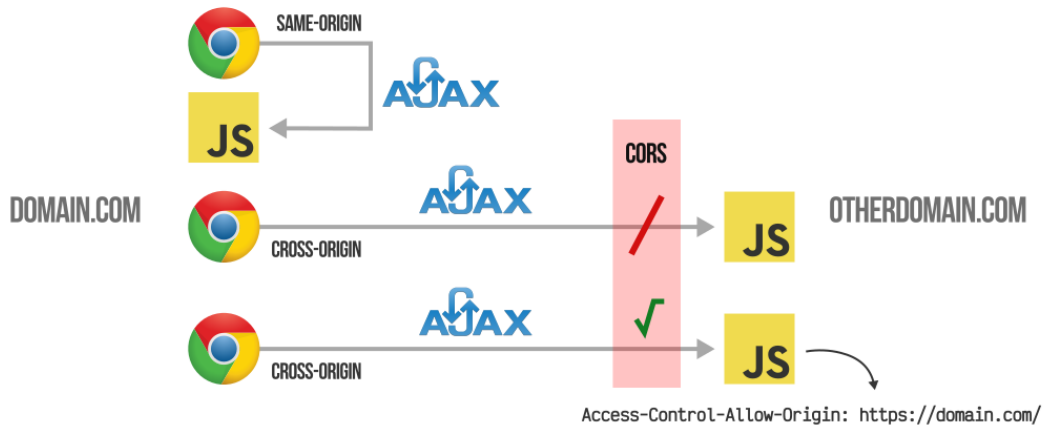 SAME-ORIGIN
AJAX
JS
CORS
DOMAIN.COM
AJAX
CROSS-ORIGIN
JS
OTHERDOMAIN.COM
AJAX
CROSS-ORIGIN
JS
Access-Control-Allow-Origin: https://domain.com/